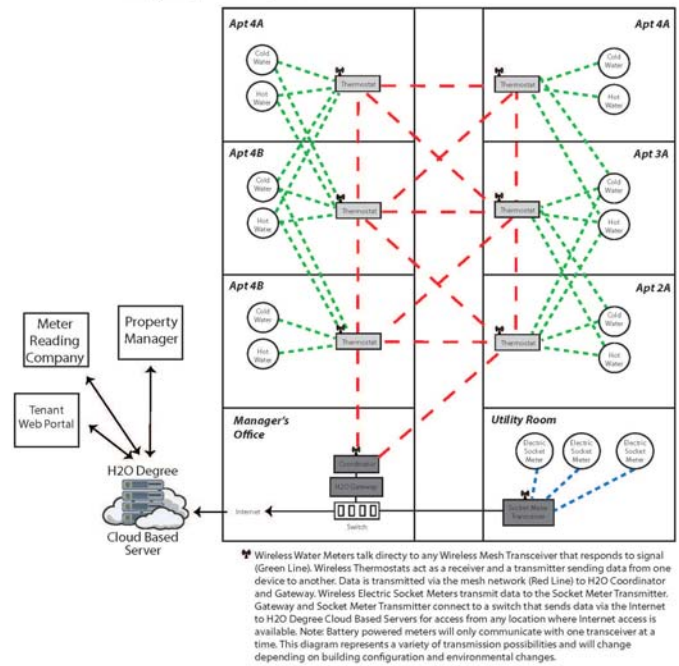 Apt 4A
Apt 4A
Cold
Water
Hot
Water
Thermostat
Thermostat
Cold
Water
Hot
Water
Apt 4B
Apt 3A
Cold
Water
Hot
Water
Thermostat
Thermostat
Cold
Water
Hot
Water
Apt 4B
Apt 2A
Cold
Water
Hot
Water
Thermostat
Thermostat
Cold
Water
Hot
Water
Meter
Reading
Company
Property
Manager
Tenant
Web Portal
H2O Degree
Cloud Based
Server
Internet
Manager's
Office
Coordinator
H2O Gateway
Switch
Utility Room
Electric
Socket
Meter
Electric
Socket
Meter
Electric
Socket
Meter
Socket Meter
Transceiver
Wireless Water Meters talk directy to any Wireless Mesh Transceiver that responds to signal
(Green Line). Wireless Thermostats act as a receiver and a transmitter sending data from one
device to another. Data is transmitted via the mesh network (Red Line) to H2O Coordinator
and Gateway. Wireless Electric Socket Meters transmit data to the Socket Meter Transmitter.
Gateway and Socket Meter Transmitter connect to a switch that sends data via the Internet
to H2O Degree Cloud Based Servers for access from any location where Internet access is
available. Note: Battery powered meters will only communicate with one transceiver at a
time. This diagram represents a variety of transmission possibilities and will change
depending on building configuration and environmental changes.